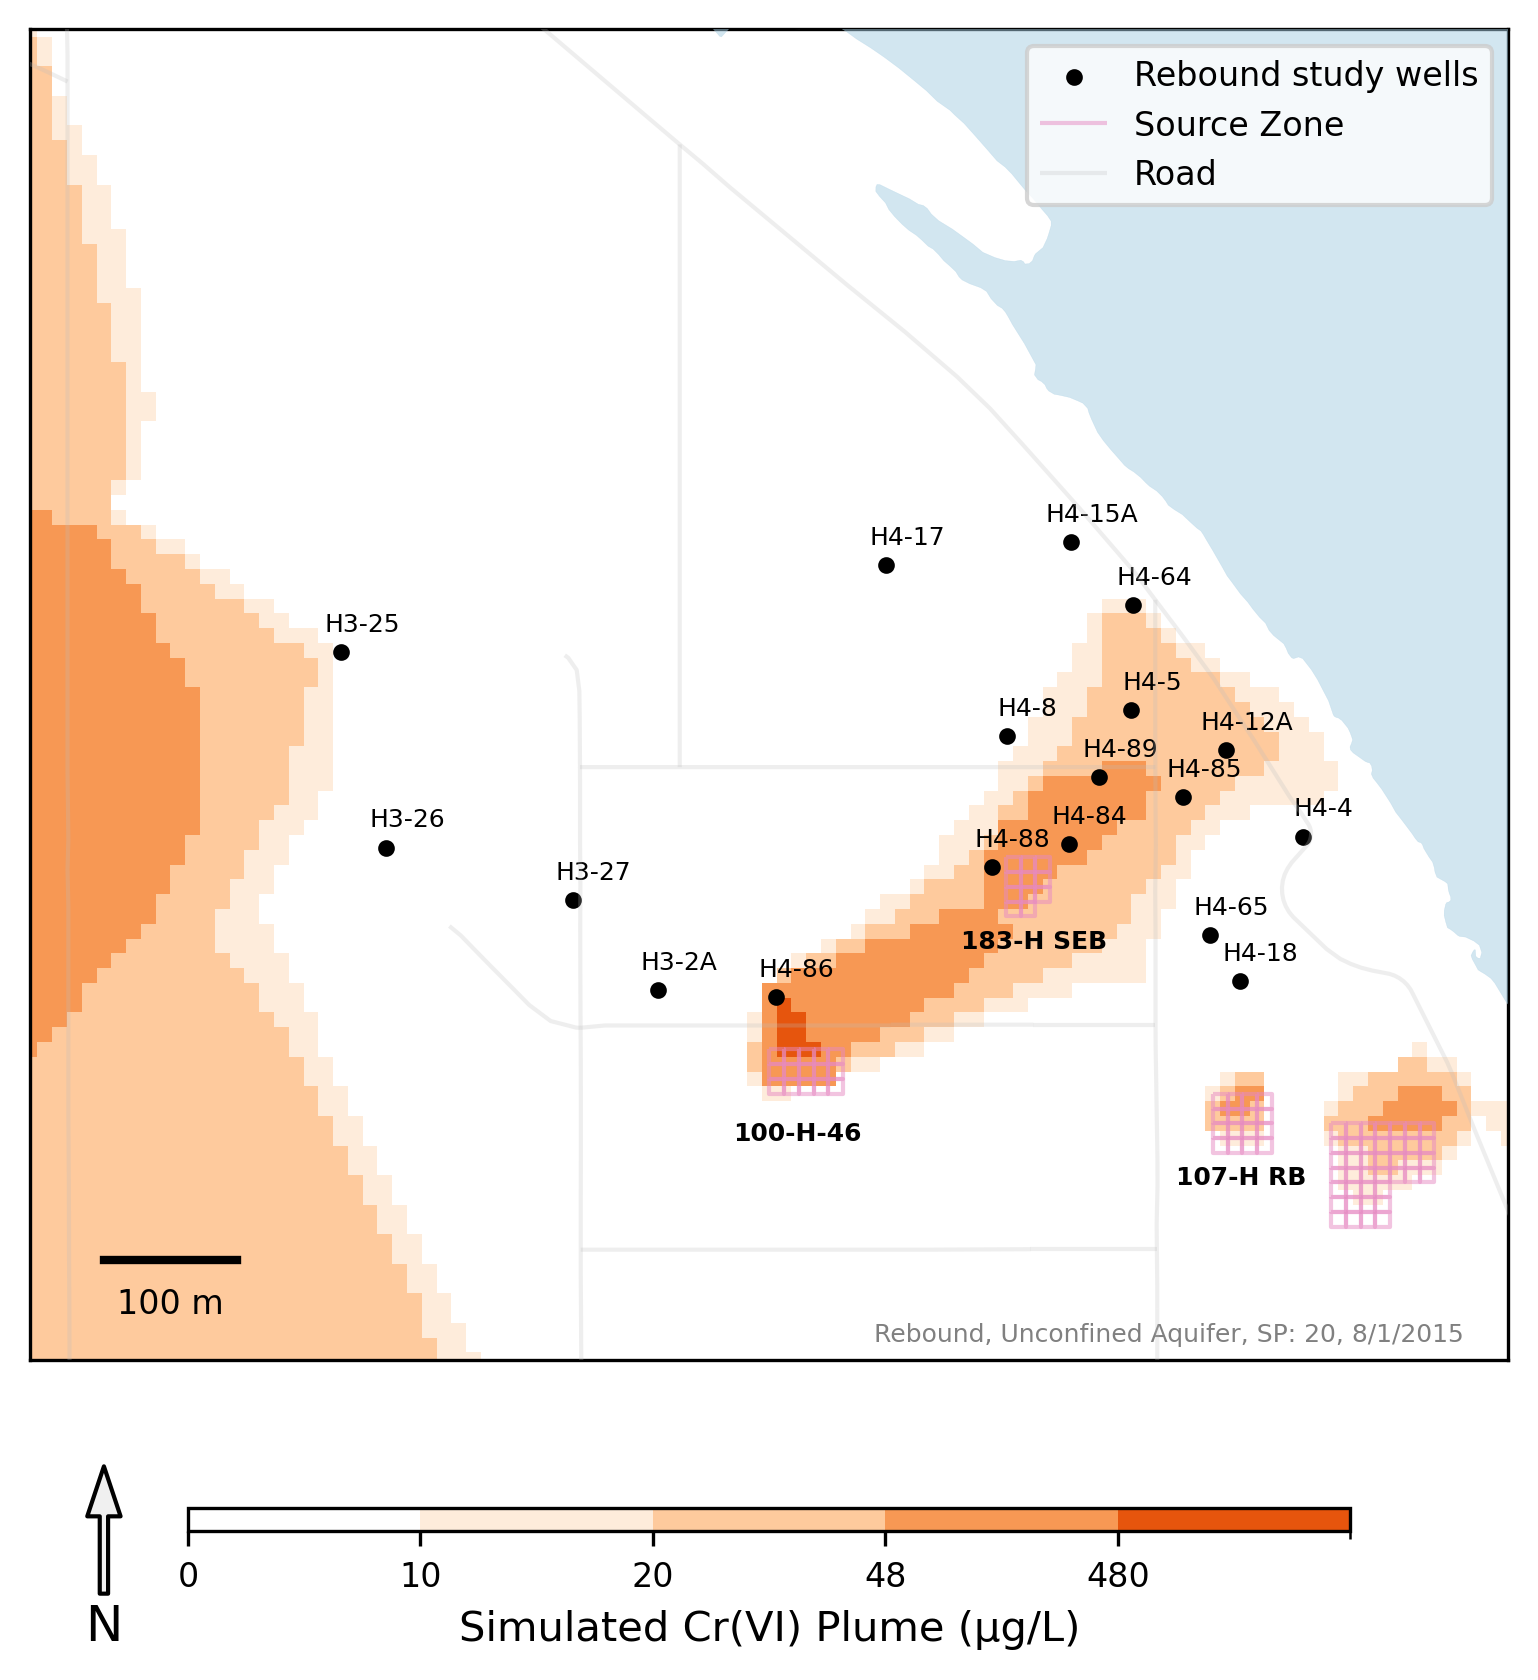 Rebound study wells
Source Zone
Road
H4-15A
H4-17
H4-64
H3-25
H4-5
H4-8
H4-12A
H4-89
H4-85
H4-4
H4-84
H3-26
H4-88
H3-27
H4-65
183-H SEB
H4-18
H3-2A
H4-86
100-H-46
107-H RB
100 m
Rebound, Unconfined Aquifer, SP: 20, 8/1/2015
0 10 20 48 480
N
Simulated Cr(VI) Plume (µg/L)